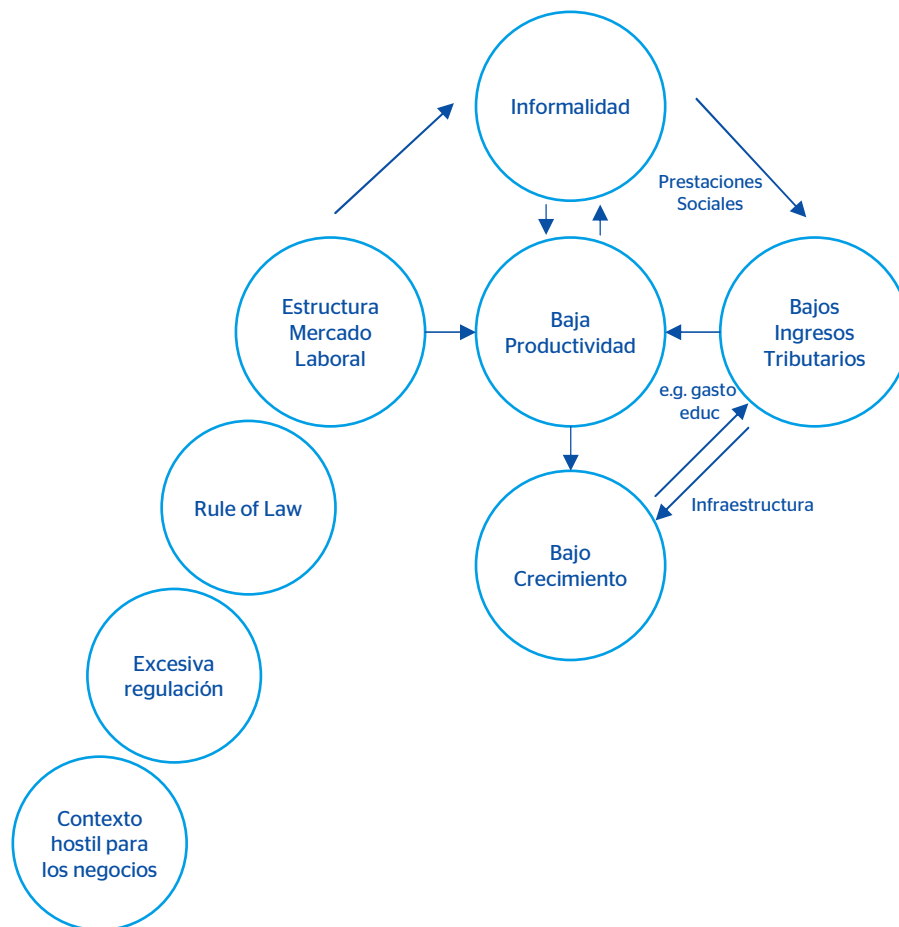 Informalidad
Prestaciones
Sociales
Estructura
Mercado
Laboral
Baja
Productividad
Bajos
Ingresos
Tributarios
e.g. gasto
educ
Rule of Law
Infraestructura
Bajo
Crecimiento
Excesiva
regulación
Contexto
hostil para
los negocios